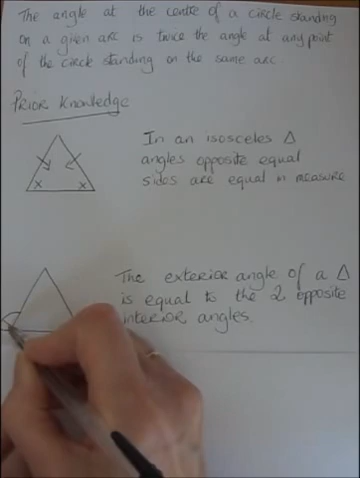 The angle at the centre of a circle standing
on a given arc is twice the angle at any point
of the circle standing on the same arc.
PRIOR Knowledge
In an isosceles Δ
angles opposite equal
sides are equal in measure
x x
The exterior angle of a Δ
is equal to the 2 opposite
interior angles.